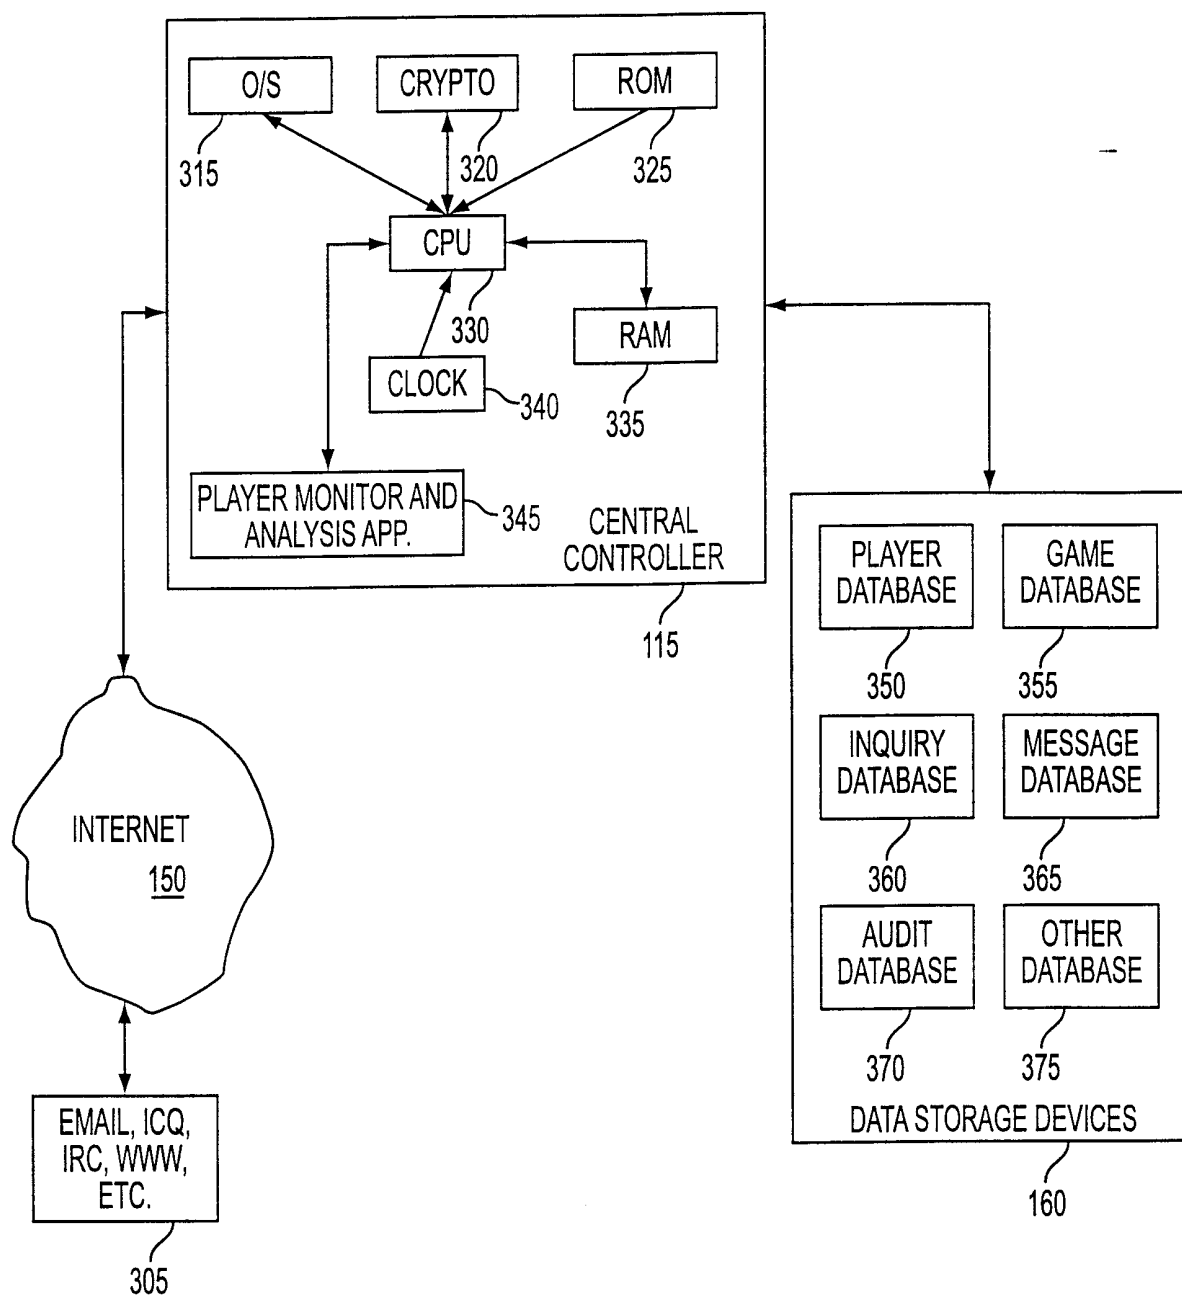 O/S
CRYPTO
ROM
315
320
325
CPU
330
RAM
CLOCK
340
335
PLAYER MONITOR AND
ANALYSIS APP.
345
CENTRAL
CONTROLLER
115
PLAYER
DATABASE
350
GAME
DATABASE
355
INQUIRY
DATABASE
360
MESSAGE
DATABASE
365
AUDIT
DATABASE
370
OTHER
DATABASE
375
DATA STORAGE DEVICES
160
INTERNET
150
EMAIL, ICQ,
IRC, WWW,
ETC.
305